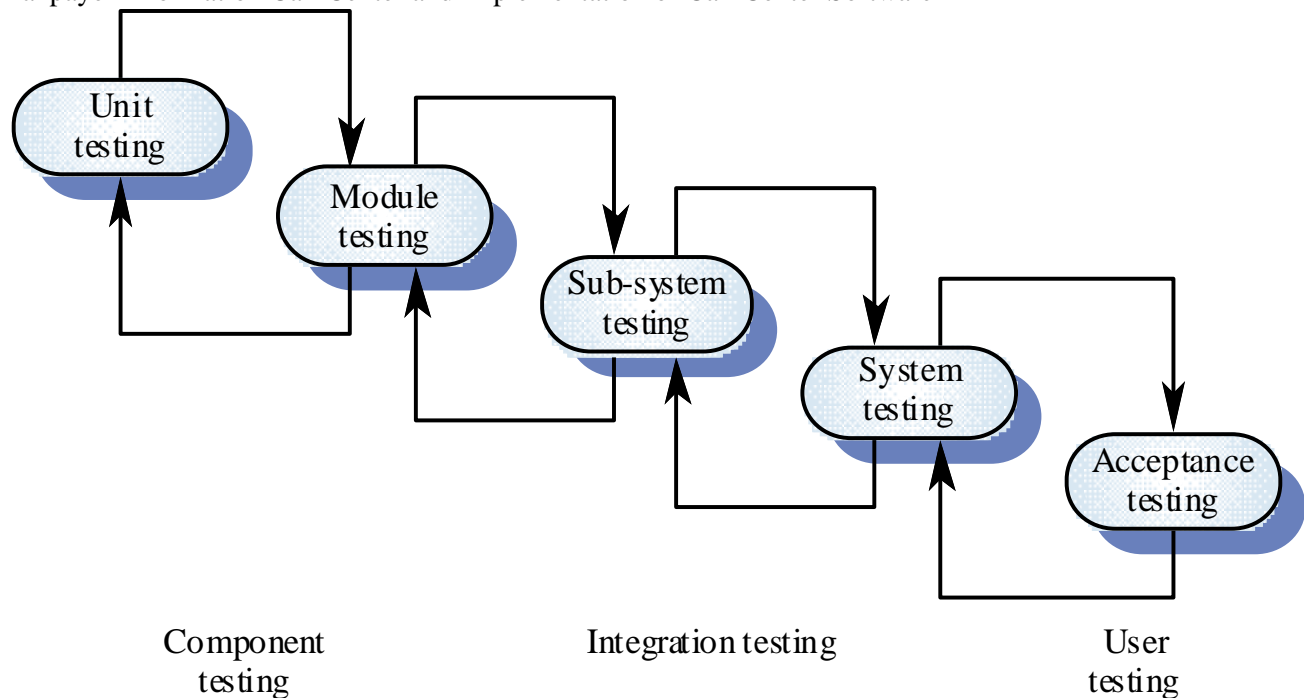 Unit
testing
Module
testing
Sub-system
testing
System
testing
Acceptance
testing
Component
testing
Integration testing
User
testing